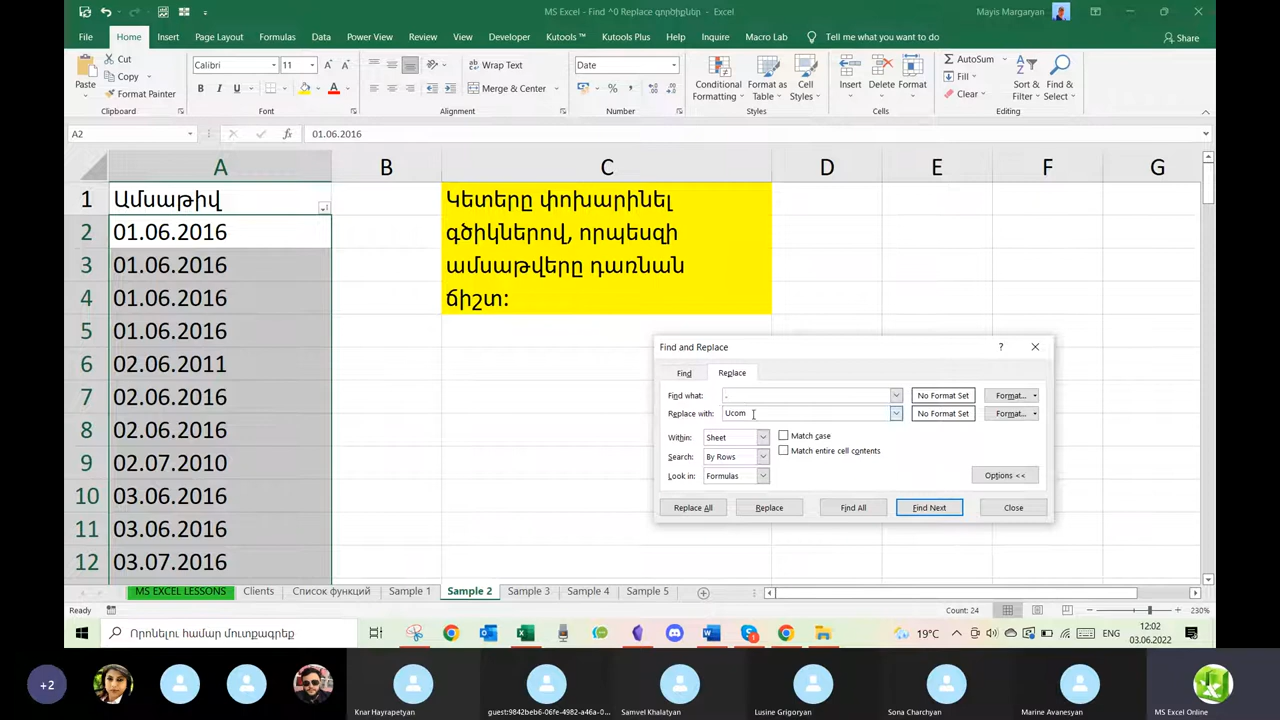 MS Excel - Find ^0 Replace գործիքներ - Excel
Mayis Margaryan
File Home Insert Page Layout Formulas Data Power View Review View Developer Kutools ™ Kutools Plus Help Inquire Macro Lab Tell me what you want to do Share
Cut
Copy
Format Painter
Paste
Clipboard
Calibri 11
B I U
Font
Wrap Text
Merge & Center
Alignment
Date
Number
Conditional Formatting
Format as Table
Cell Styles
Styles
Insert Delete Format
Cells
AutoSum
Fill
Clear
Sort & Filter
Find & Select
Editing
A2 fx 01.06.2016
A B C D E F G
1 Ամսաթիվ
2 01.06.2016
3 01.06.2016
4 01.06.2016
5 01.06.2016
6 02.06.2011
7 02.06.2016
8 02.06.2016
9 02.07.2010
10 03.06.2016
11 03.06.2016
12 03.07.2016
Կետերը փոխարինել
գծիկներով, որպեսզի
ամսաթվերը դառնան
ճիշտ:
Find and Replace ?
Find Replace
Find what: . No Format Set Format...
Replace with: Ucom No Format Set Format...
Within: Sheet Match case
Search: By Rows Match entire cell contents
Look in: Formulas Options <<
Replace All Replace Find All Find Next Close
MS EXCEL LESSONS Clients Список функций Sample 1 Sample 2 Sample 3 Sample 4 Sample 5
Ready Count: 24 230%
Որոնելու համար մուտքագրեք
19°C ENG 12:02
03.06.2022
+2
Knar Hayrapetyan guest:9842beb6-06fe-4982-a6a7-0... Samvel Khalatyan Lusine Grigoryan Sona Charchyan Marine Avanesyan MS Excel Online